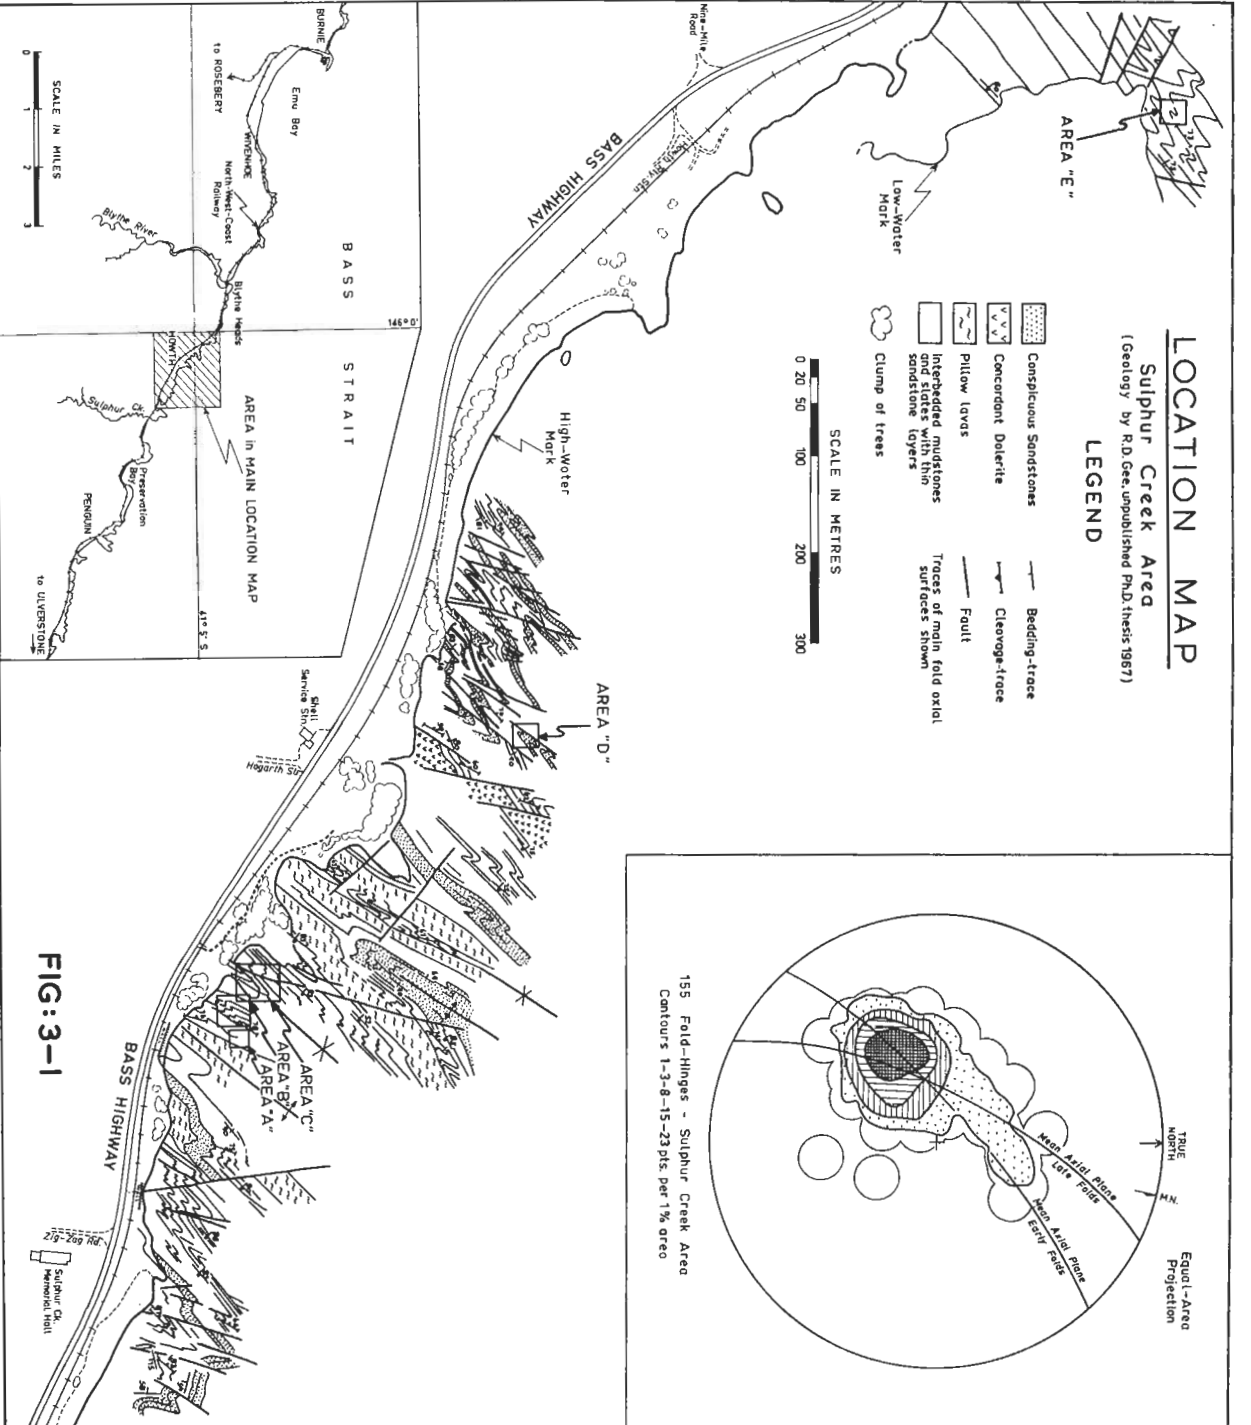 LOCATION MAP
Sulphur Creek Area
(Geology by R.D. Gee, unpublished Ph.D. thesis 1967)
LEGEND
Conspicuous Sandstones
Concordant Dolerite
Pillow lavas
Interbedded mudstones
and slates with thin
sandstone layers
Clump of trees
Bedding-trace
Cleavage-trace
Fault
Traces of main fold axial
surfaces shown
SCALE IN METRES
0 20 50 100 200 300
AREA "E"
Low-Water
Mark
High-Water
Mark
Nine-Mile
Road
Howth Rly. Stn
BASS HIGHWAY
AREA "D"
AREA "C"
AREA "B"
AREA "A"
Shell
Service Stn.
Hogarth St.
BASS HIGHWAY
Zig-Zag Rd.
Sulphur Ck.
Memorial Hall
BURNIE
Emu Bay
to ROSEBERY
WIVENHOE
North-West-Coast
Railway
Blythe River
Blythe Heads
HOWTH
Sulphur Ck.
Preservation
Bay
PENGUIN
to ULVERSTONE
BASS STRAIT
146° 0'
41° 5' S
AREA in MAIN LOCATION MAP
SCALE IN MILES
0 1 2 3
Equal-Area
Projection
TRUE
NORTH
M.N.
Mean Axial Plane
Late Folds
Mean Axial Plane
Early Folds
155 Fold-Hinges - Sulphur Creek Area
Contours 1-3-8-15-23 pts. per 1% area
FIG:3-1